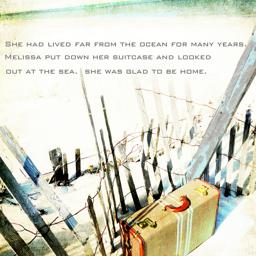 She had lived far from the ocean for many years.
Melissa put down her suitcase and looked
out at the sea. She was glad to be home.